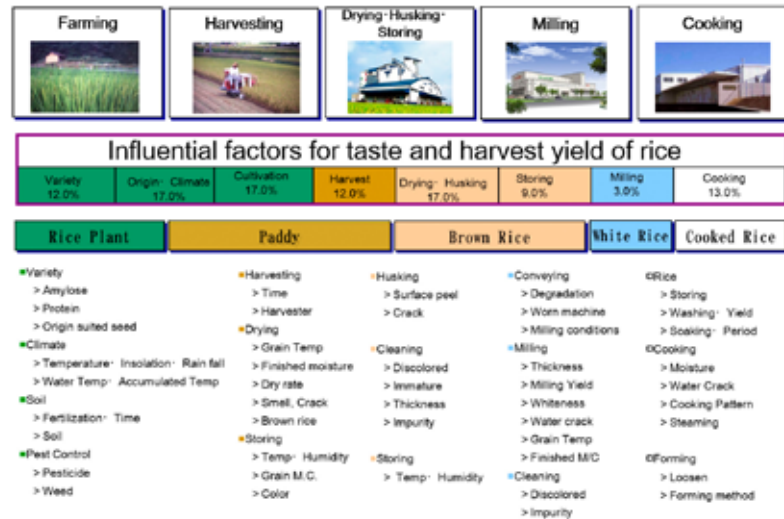 Farming
Harvesting
Drying·Husking·
Storing
Milling
Cooking
Influential factors for taste and harvest yield of rice
Variety
12.0%
Origin· Climate
17.0%
Cultivation
17.0%
Harvest
12.0%
Drying· Husking
17.0%
Storing
9.0%
Milling
3.0%
Cooking
13.0%
Rice Plant
Paddy
Brown Rice
White Rice
Cooked Rice
■Variety
> Amylose
> Protein
> Origin suited seed
■Climate
> Temperature· Insolation· Rain fall
> Water Temp· Accumulated Temp
■Soil
> Fertilization· Time
> Soil
■Pest Control
> Pesticide
> Weed
■Harvesting
> Time
> Harvester
■Drying
> Grain Temp
> Finished moisture
> Dry rate
> Smell, Crack
> Brown rice
■Storing
> Temp· Humidity
> Grain M.C.
> Color
■Husking
> Surface peel
> Crack
■Cleaning
> Discolored
> Immature
> Thickness
> Impurity
■Storing
> Temp· Humidity
■Conveying
> Degradation
> Worn machine
> Milling conditions
■Milling
> Thickness
> Milling Yield
> Whiteness
> Water crack
> Grain Temp
> Finished M/C
■Cleaning
> Discolored
> Impurity
□Rice
> Storing
> Washing· Yield
> Soaking· Period
□Cooking
> Moisture
> Water Crack
> Cooking Pattern
> Steaming
□Forming
> Loosen
> Forming method